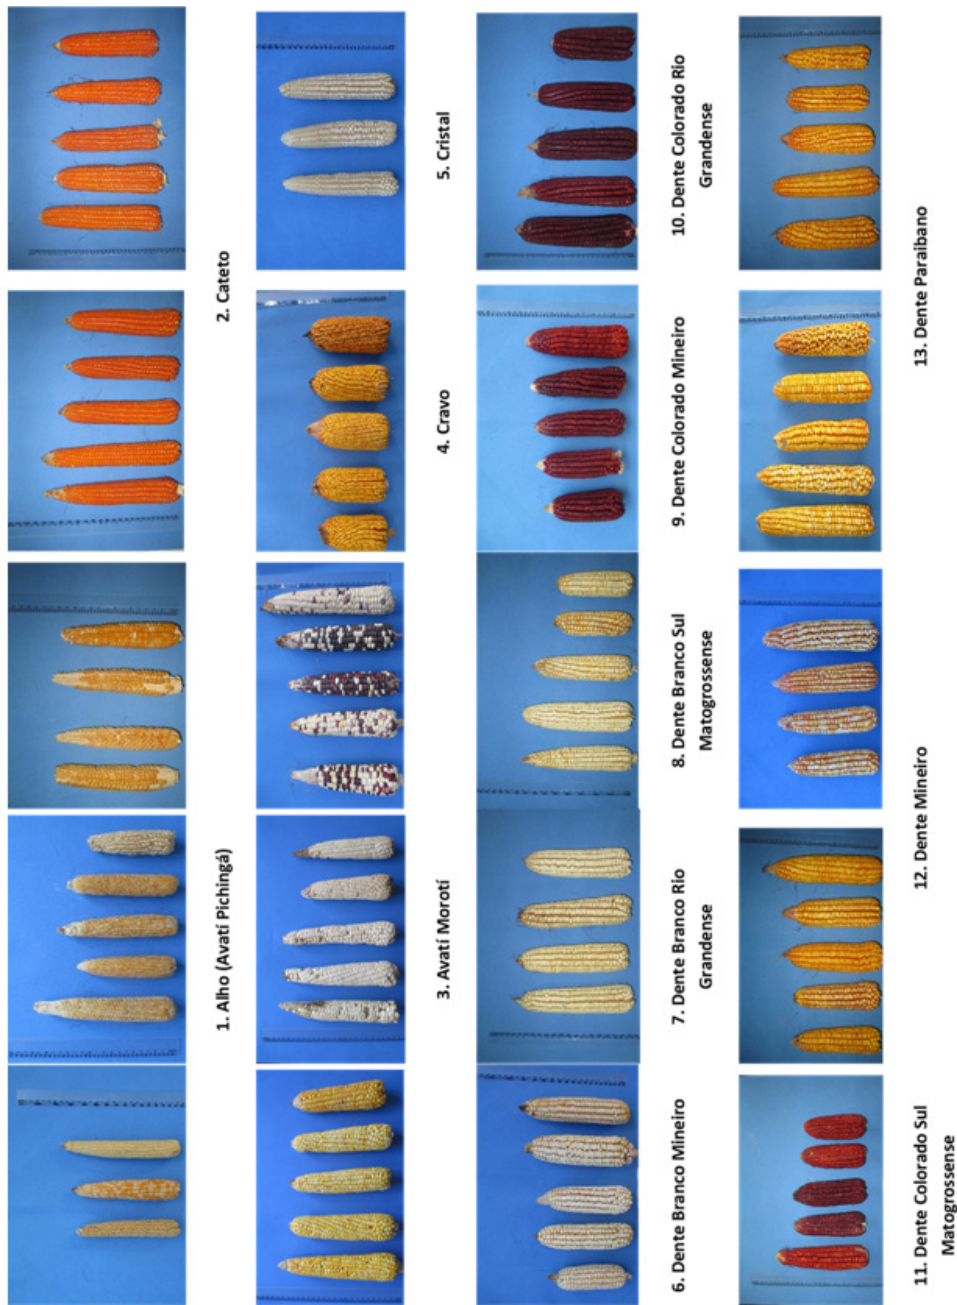 1. Alho (Avatí Pichingá)
2. Cateto
3. Avatí Morotí
4. Cravo
5. Cristal
6. Dente Branco Mineiro
7. Dente Branco Rio
Grandense
8. Dente Branco Sul
Matogrossense
9. Dente Colorado Mineiro
10. Dente Colorado Rio
Grandense
11. Dente Colorado Sul
Matogrossense
12. Dente Mineiro
13. Dente Paraibano